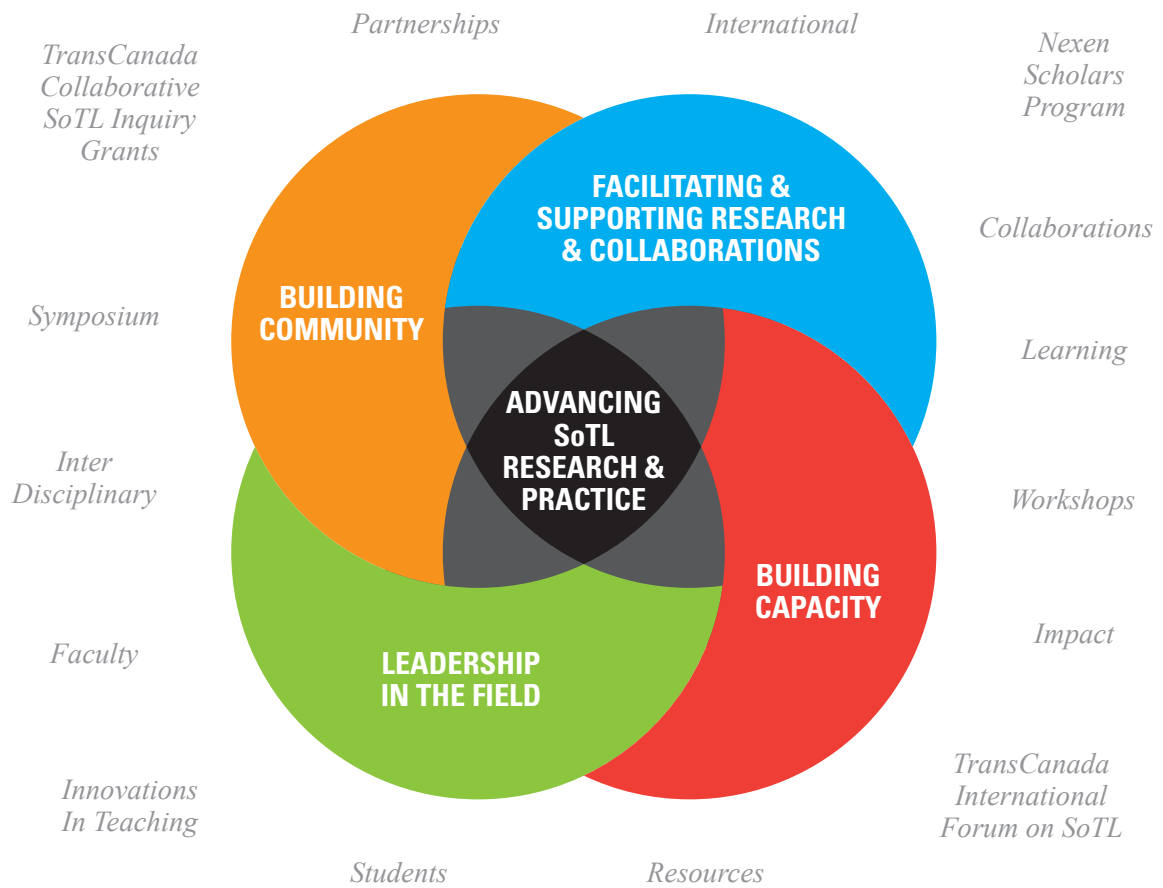 Partnerships
International
TransCanada
Collaborative
SoTL Inquiry
Grants
Nexen
Scholars
Program
FACILITATING &
SUPPORTING RESEARCH
& COLLABORATIONS
Collaborations
BUILDING
COMMUNITY
Symposium
Learning
ADVANCING
SoTL
RESEARCH &
PRACTICE
Inter
Disciplinary
Workshops
BUILDING
CAPACITY
Impact
Faculty
LEADERSHIP
IN THE FIELD
Innovations
In Teaching
TransCanada
International
Forum on SoTL
Students
Resources